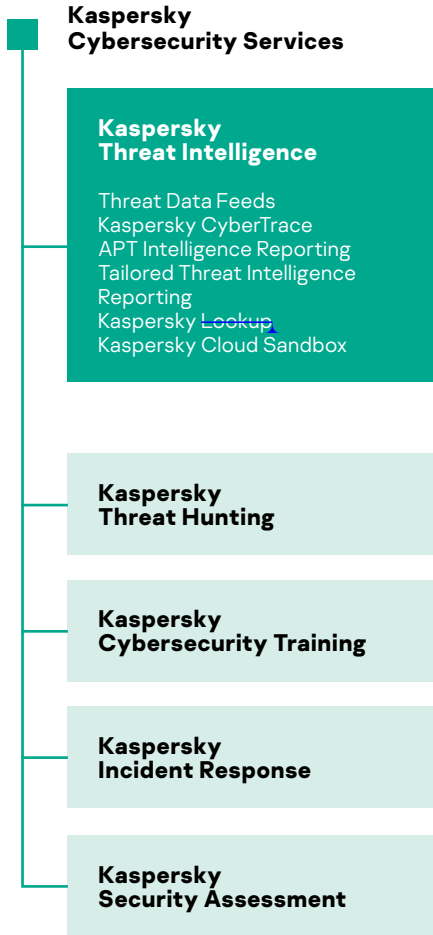 Kaspersky
Cybersecurity Services
Kaspersky
Threat Intelligence
Threat Data Feeds
Kaspersky CyberTrace
APT Intelligence Reporting
Tailored Threat Intelligence
Reporting
Kaspersky Lookup
Kaspersky Cloud Sandbox
Kaspersky
Threat Hunting
Kaspersky
Cybersecurity Training
Kaspersky
Incident Response
Kaspersky
Security Assessment